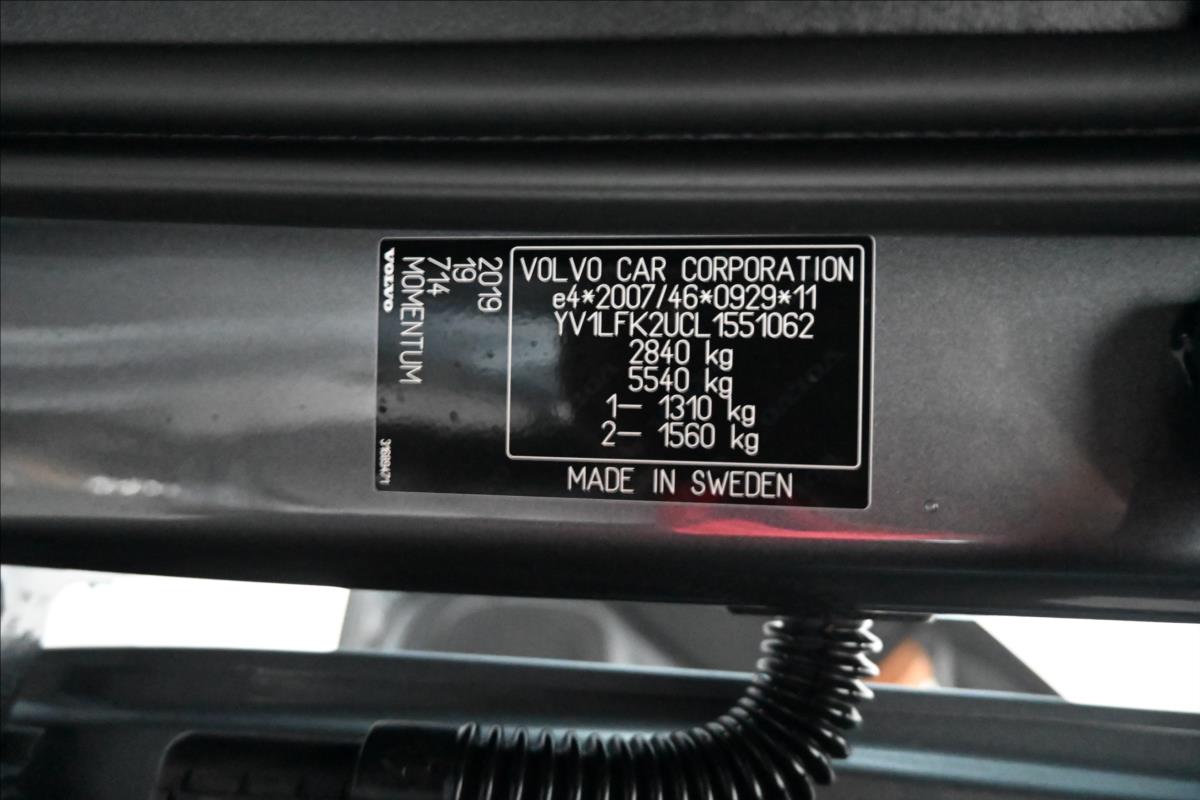 VOLVO CAR CORPORATION
e4*2007/46*0929*11
YV1LFK2UCL1551062
2840 kg
5540 kg
1– 1310 kg
2– 1560 kg
MADE IN SWEDEN
2019
19
714
MOMENTUM
VOLVO